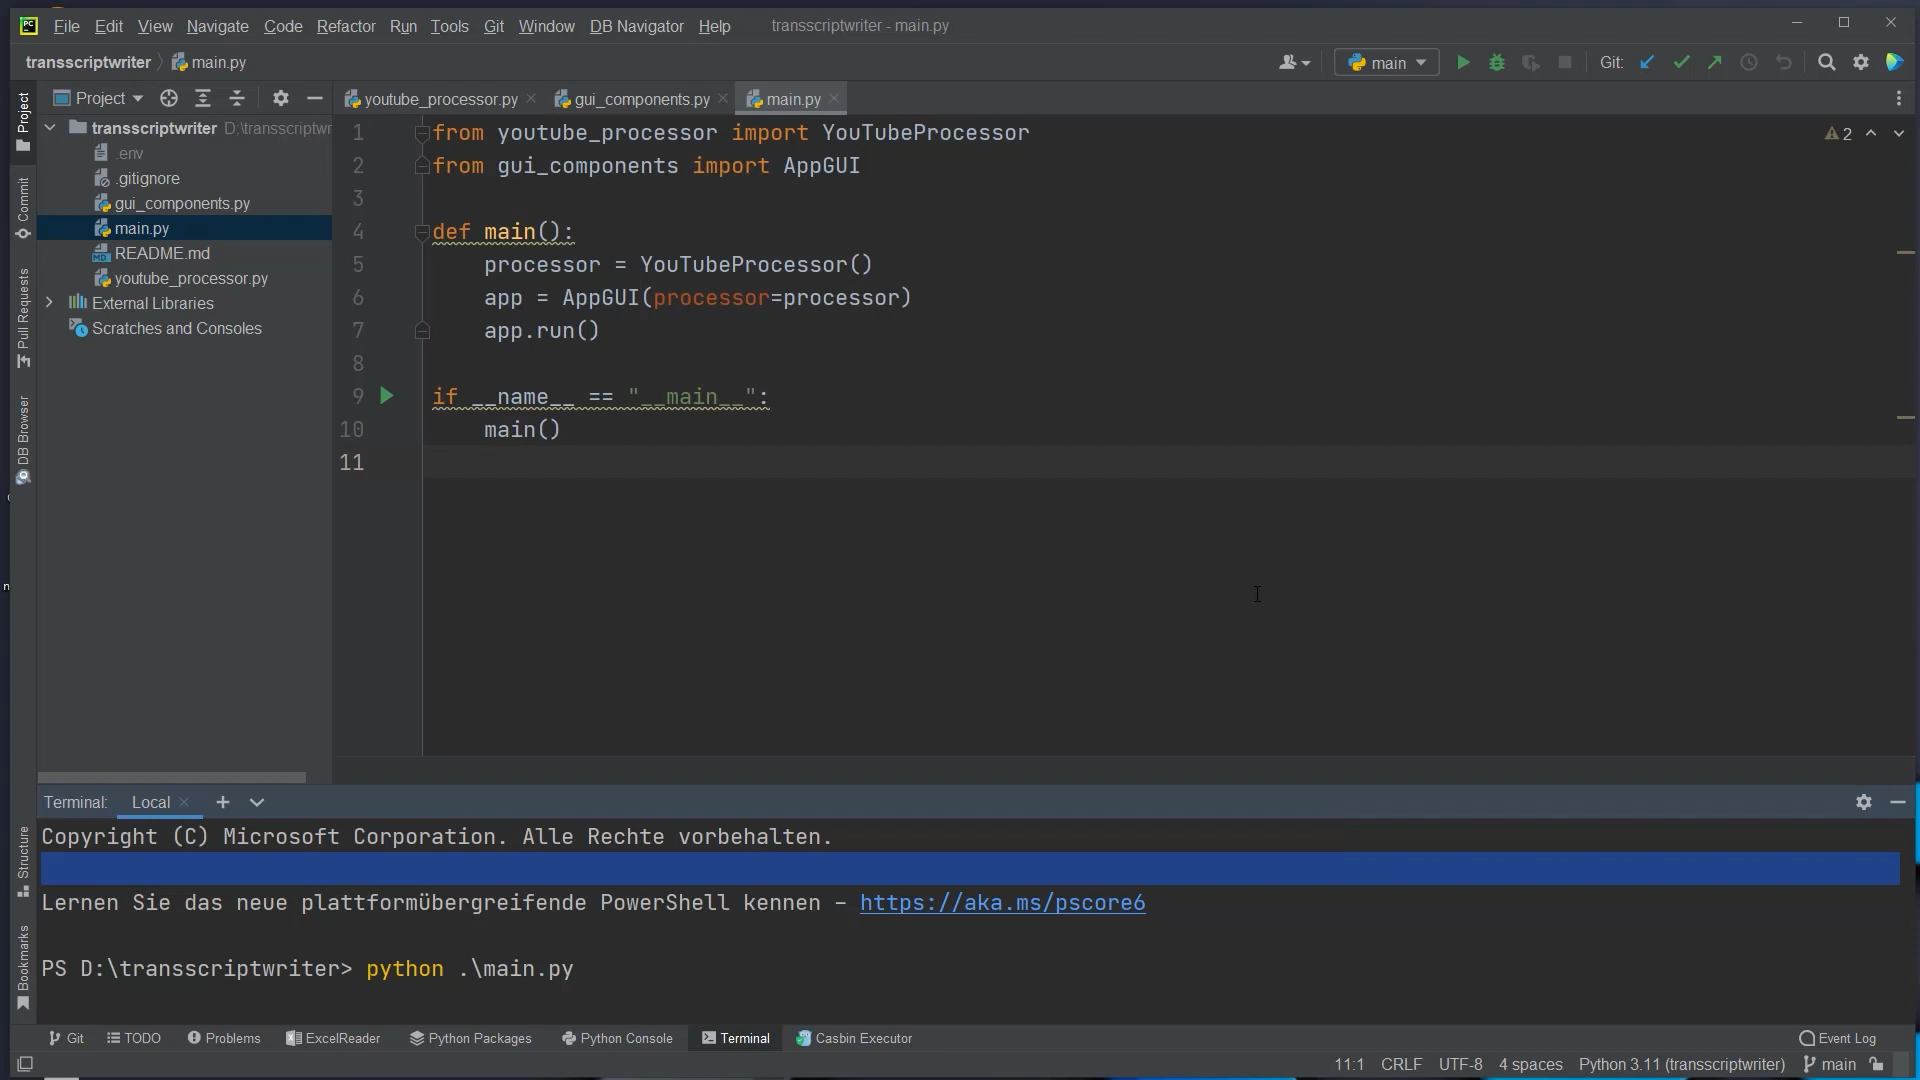 File Edit View Navigate Code Refactor Run Tools Git Window DB Navigator Help transscriptwriter - main.py
transscriptwriter main.py
main
Git:
Project
youtube_processor.py
gui_components.py
main.py
transscriptwriter D:\transscriptwr
.env
.gitignore
gui_components.py
main.py
README.md
youtube_processor.py
External Libraries
Scratches and Consoles
Project
Commit
Pull Requests
DB Browser
Structure
Bookmarks
1 from youtube_processor import YouTubeProcessor
2 from gui_components import AppGUI
3
4 def main():
5 processor = YouTubeProcessor()
6 app = AppGUI(processor=processor)
7 app.run()
8
9 if __name__ == "__main__":
10 main()
11
2
Terminal: Local
Copyright (C) Microsoft Corporation. Alle Rechte vorbehalten.
Lernen Sie das neue plattformübergreifende PowerShell kennen – https://aka.ms/pscore6
PS D:\transscriptwriter> python .\main.py
Git TODO Problems ExcelReader Python Packages Python Console Terminal Casbin Executor Event Log
11:1 CRLF UTF-8 4 spaces Python 3.11 (transscriptwriter) main